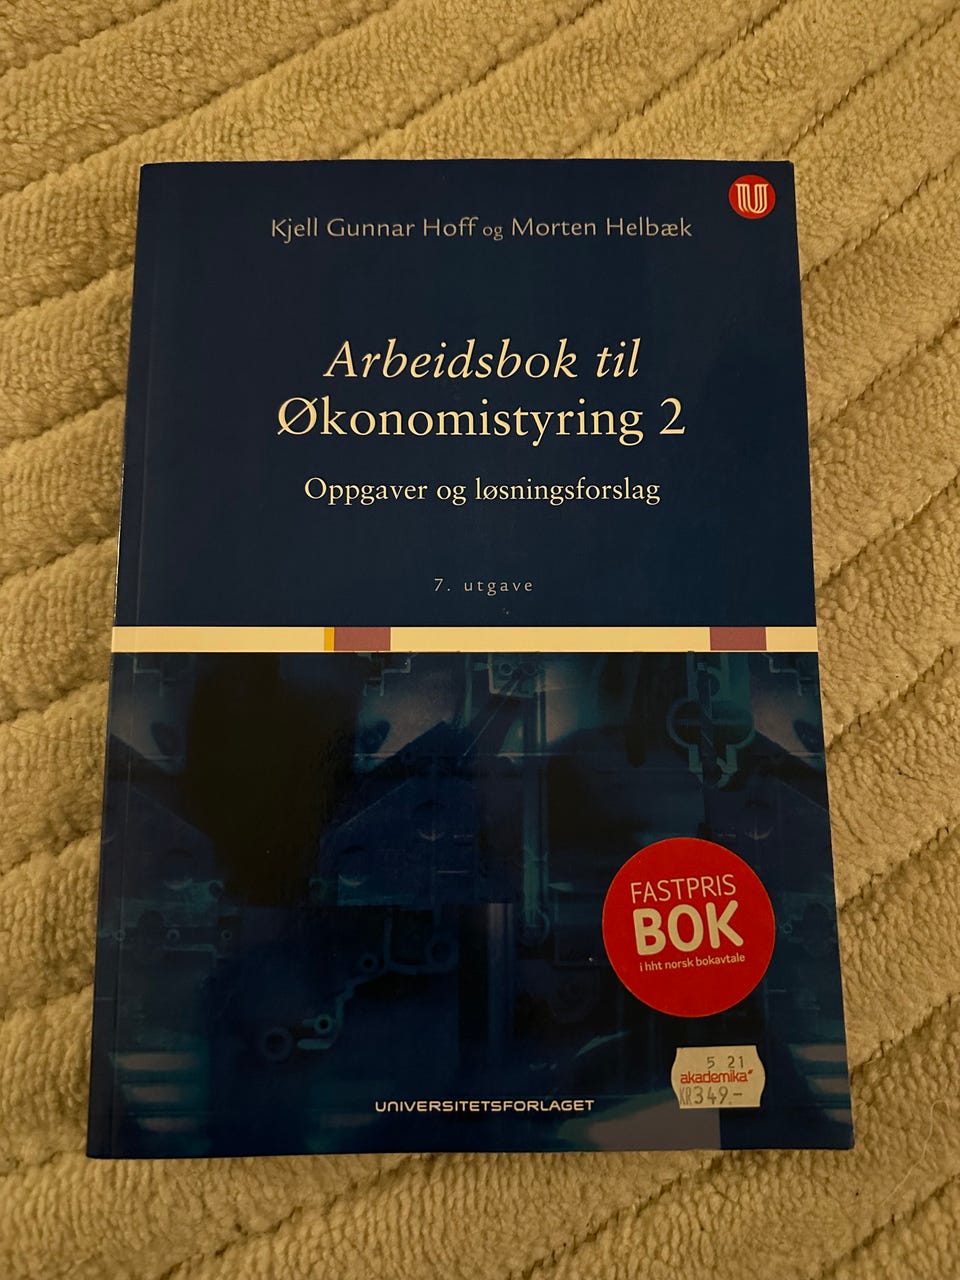 Kjell Gunnar Hoff og Morten Helbæk
Arbeidsbok til
Økonomistyring 2
Oppgaver og løsningsforslag
7. utgave
FASTPRIS
BOK
i hht norsk bokavtale
5 21
akademika
KR349.-
UNIVERSITETSFORLAGET